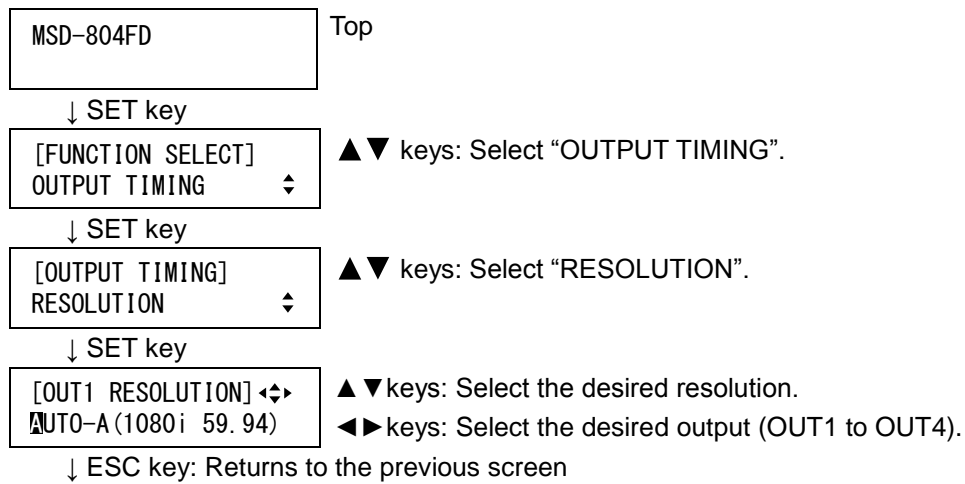 MSD-804FD
Top
↓ SET key
[FUNCTION SELECT]
OUTPUT TIMING
▲▼ keys: Select “OUTPUT TIMING”.
↓ SET key
[OUTPUT TIMING]
RESOLUTION
▲▼ keys: Select “RESOLUTION”.
↓ SET key
[OUT1 RESOLUTION]
AUTO-A(1080i 59.94)
▲▼keys: Select the desired resolution.
◄►keys: Select the desired output (OUT1 to OUT4).
↓ ESC key: Returns to the previous screen